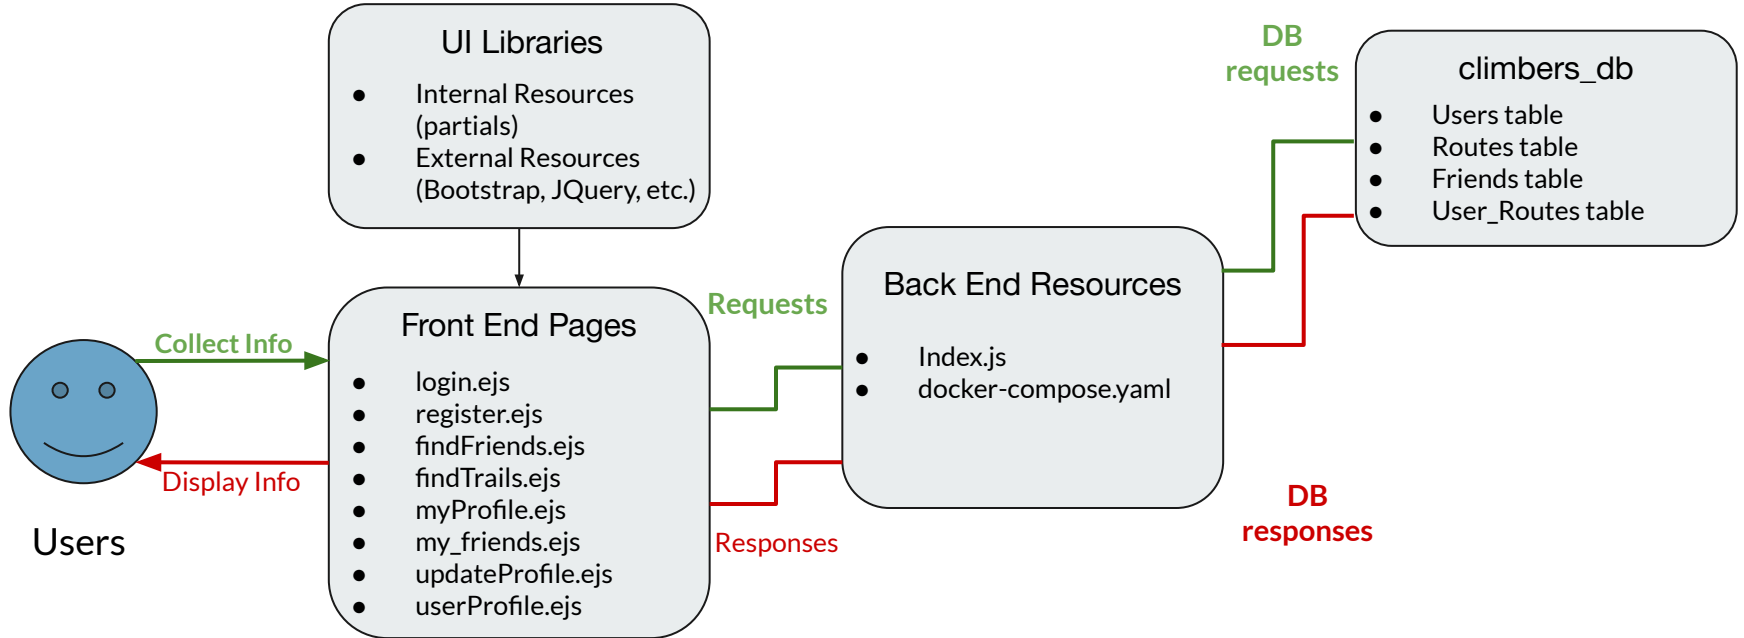 UI Libraries
● Internal Resources
(partials)
● External Resources
(Bootstrap, JQuery, etc.)
DB
requests
climbers_db
● Users table
● Routes table
● Friends table
● User_Routes table
Collect Info
Display Info
Users
Front End Pages
● login.ejs
● register.ejs
● findFriends.ejs
● findTrails.ejs
● myProfile.ejs
● my_friends.ejs
● updateProfile.ejs
● userProfile.ejs
Requests
Responses
Back End Resources
● Index.js
● docker-compose.yaml
DB
responses